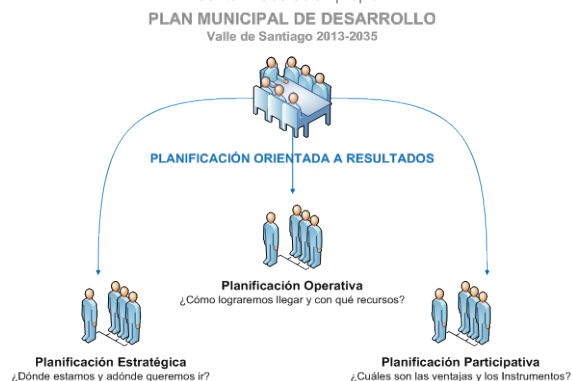 PLAN MUNICIPAL DE DESARROLLO
Valle de Santiago 2013-2035
PLANIFICACIÓN ORIENTADA A RESULTADOS
Planificación Operativa
¿Cómo lograremos llegar y con qué recursos?
Planificación Estratégica
¿Dónde estamos y adónde queremos ir?
Planificación Participativa
¿Cuáles son las ventajas y los Instrumentos?